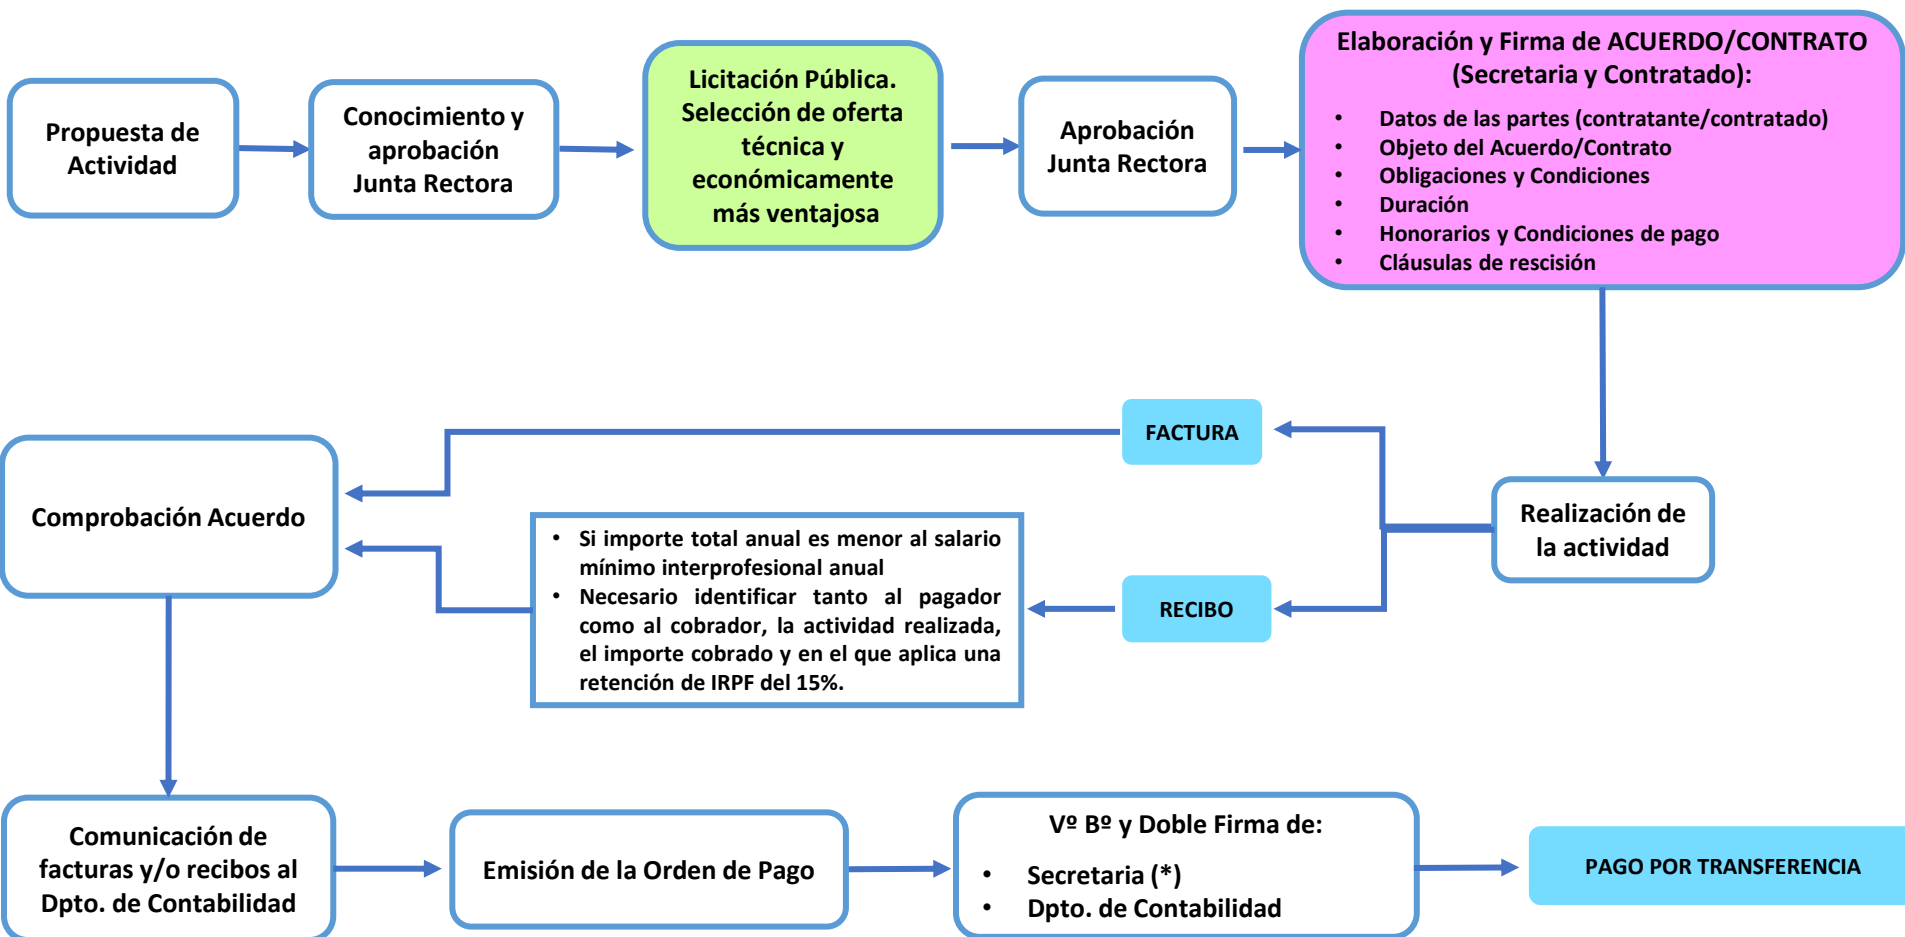 Propuesta de
Actividad
Conocimiento y
aprobación
Junta Rectora
Licitación Pública.
Selección de oferta
técnica y
económicamente
más ventajosa
Aprobación
Junta Rectora
Elaboración y Firma de ACUERDO/CONTRATO
(Secretaria y Contratado):
• Datos de las partes (contratante/contratado)
• Objeto del Acuerdo/Contrato
• Obligaciones y Condiciones
• Duración
• Honorarios y Condiciones de pago
• Cláusulas de rescisión
Realización de
la actividad
FACTURA
RECIBO
• Si importe total anual es menor al salario
mínimo interprofesional anual
• Necesario identificar tanto al pagador
como al cobrador, la actividad realizada,
el importe cobrado y en el que aplica una
retención de IRPF del 15%.
Comprobación Acuerdo
Comunicación de
facturas y/o recibos al
Dpto. de Contabilidad
Emisión de la Orden de Pago
Vº Bº y Doble Firma de:
• Secretaria (*)
• Dpto. de Contabilidad
PAGO POR TRANSFERENCIA